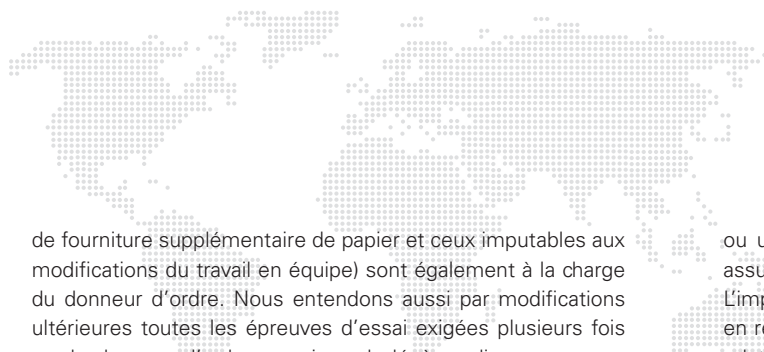 de fourniture supplémentaire de papier et ceux imputables aux
modifications du travail en équipe) sont également à la charge
du donneur d'ordre. Nous entendons aussi par modifications
ultérieures toutes les épreuves d'essai exigées plusieurs fois
ou u
assu
L'imp
en re